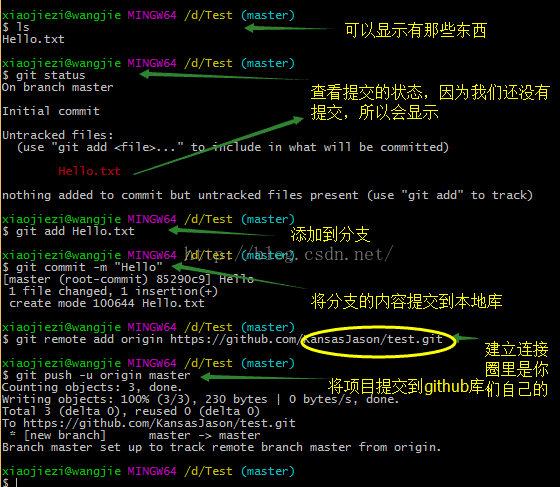 xiaojiezi@wangjie MINGW64 /d/Test (master)
$ ls
可以显示有那些东西
Hello.txt
xiaojiezi@wangjie MINGW64 /d/Test (master)
$ git status
On branch master
查看提交的状态，因为我们还没有
提交，所以会显示
Initial commit
Untracked files:
(use "git add <file>..." to include in what will be committed)
Hello.txt
nothing added to commit but untracked files present (use "git add" to track)
xiaojiezi@wangjie MINGW64 /d/Test (master)
$ git add Hello.txt
添加到分支
http://blog.csdn.net/
xiaojiezi@wangjie MINGW64 /d/Test (master)
$ git commit -m "Hello"
[master (root-commit) 85290c9] Hello
1 file changed, 1 insertion(+)
create mode 100644 Hello.txt
将分支的内容提交到本地库
xiaojiezi@wangjie MINGW64 /d/Test (master)
$ git remote add origin https://github.com/KansasJason/test.git
建立连接
圈里是你
们自己的
xiaojiezi@wangjie MINGW64 /d/Test (master)
$ git push -u origin master
将项目提交到github库
Counting objects: 3, done.
Writing objects: 100% (3/3), 230 bytes | 0 bytes/s, done.
Total 3 (delta 0), reused 0 (delta 0)
To https://github.com/KansasJason/test.git
* [new branch] master -> master
Branch master set up to track remote branch master from origin.
xiaojiezi@wangjie MINGW64 /d/Test (master)
$